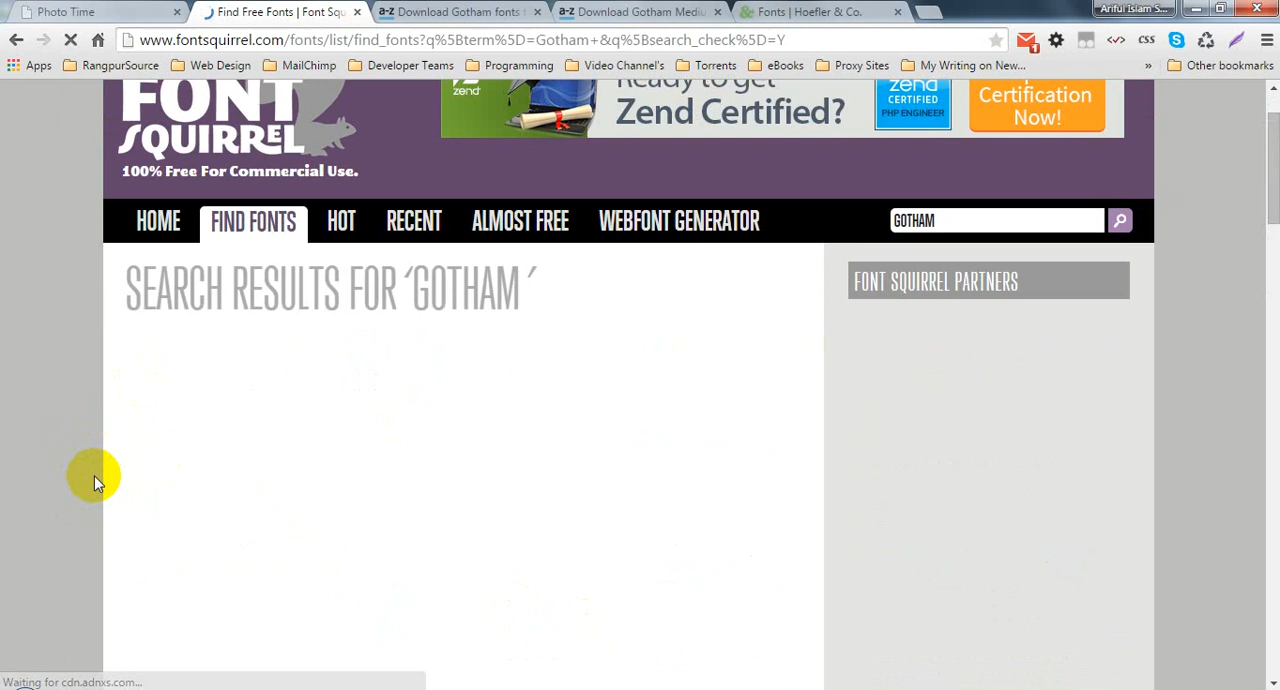 Photo Time
Find Free Fonts | Font Squ
a-z Download Gotham fonts f
a-z Download Gotham Mediu
Fonts | Hoefler & Co.
Ariful Islam S...
www.fontsquirrel.com/fonts/list/find_fonts?q%5Bterm%5D=Gotham+&q%5Bsearch_check%5D=Y
1
CSS
Apps
RangpurSource
Web Design
MailChimp
Developer Teams
Programming
Video Channel's
Torrents
eBooks
Proxy Sites
My Writing on New...
»
Other bookmarks
FONT
SQUIRREL
100% Free For Commercial Use.
zend
Ready to get
Zend Certified?
zend
CERTIFIED
PHP ENGINEER
Certification
Now!
HOME
FIND FONTS
HOT
RECENT
ALMOST FREE
WEBFONT GENERATOR
GOTHAM
SEARCH RESULTS FOR ‘GOTHAM ’
FONT SQUIRREL PARTNERS
Waiting for cdn.adnxs.com...